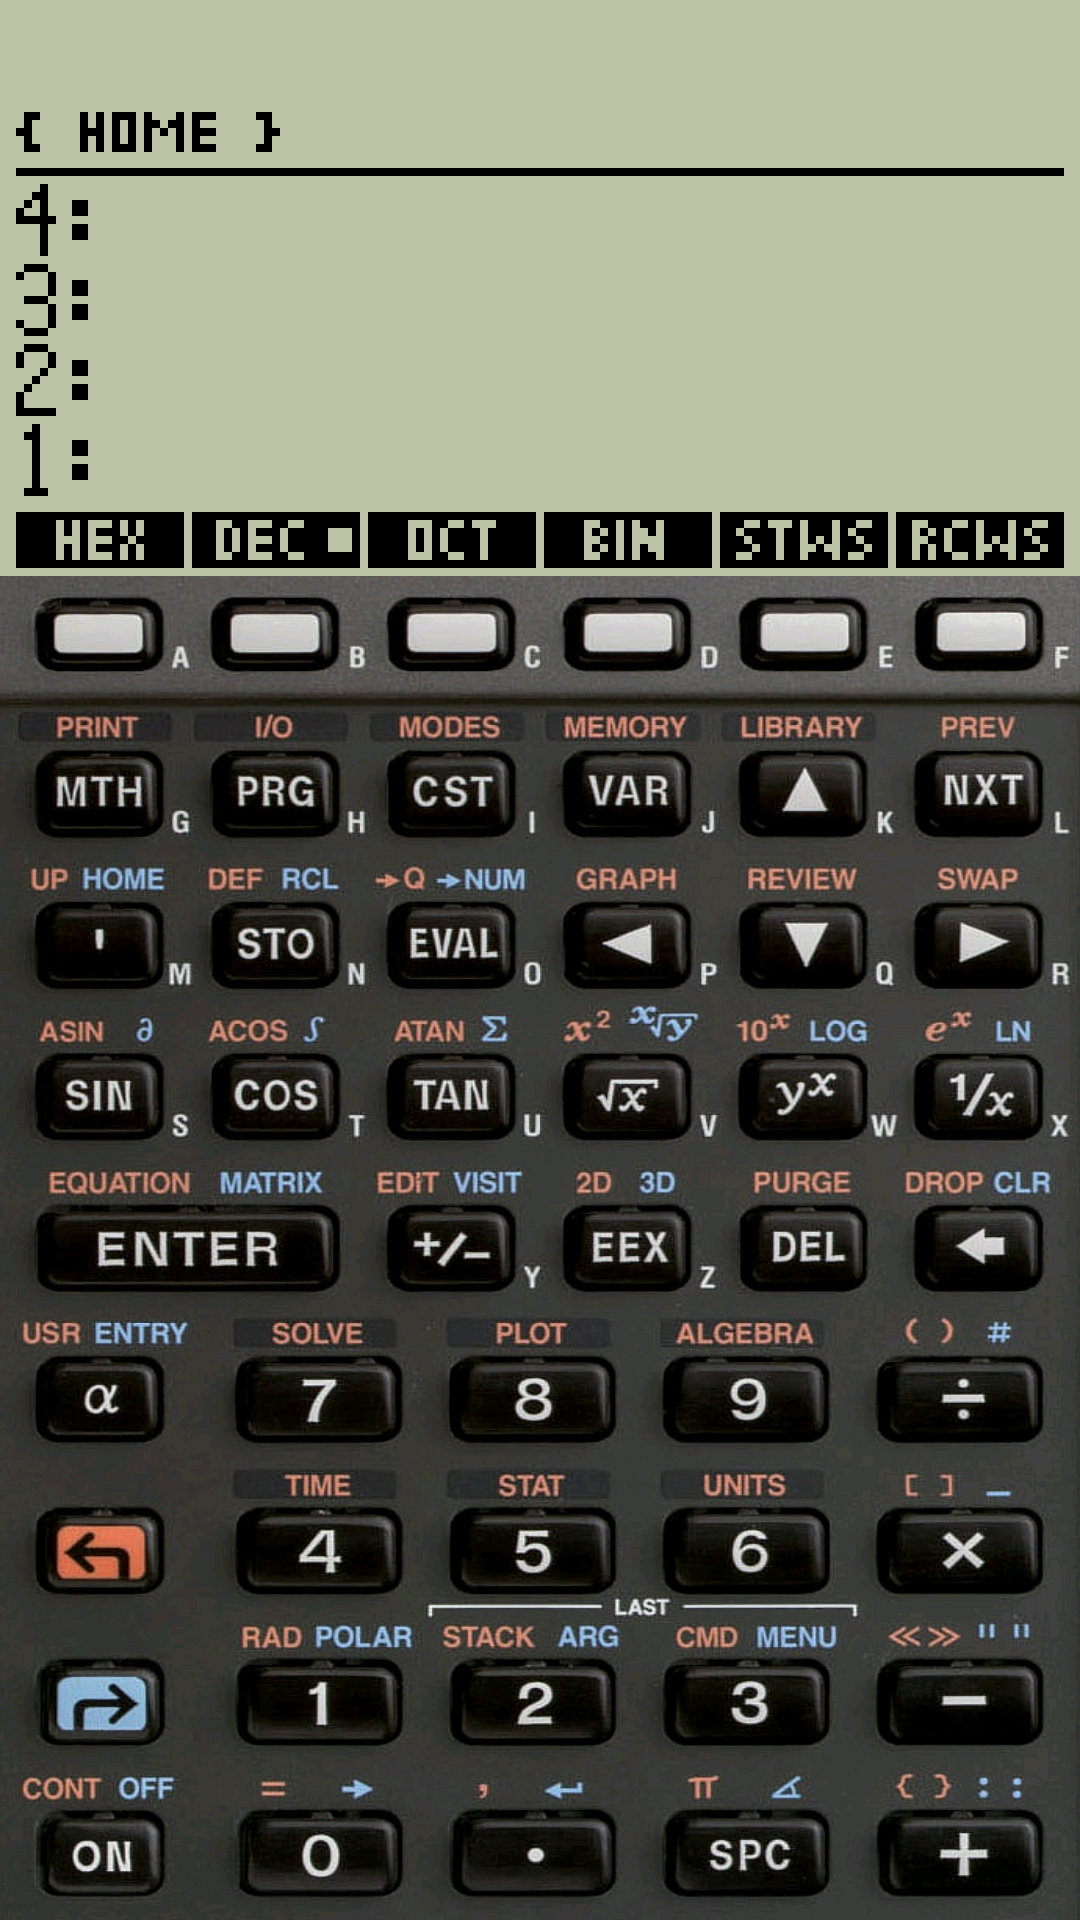 { HOME }
4:
3:
2:
1:
HEX DEC ■ OCT BIN STWS RCWS
A B C D E F
PRINT I/O MODES MEMORY LIBRARY PREV
MTH G PRG H CST I VAR J ▲ K NXT L
UP HOME DEF RCL →Q →NUM GRAPH REVIEW SWAP
' M STO N EVAL O ◀ P ▼ Q ▶ R
ASIN ∂ ACOS ∫ ATAN Σ x² ˣ√y 10ˣ LOG eˣ LN
SIN S COS T TAN U √x V yˣ W 1/x X
EQUATION MATRIX EDIT VISIT 2D 3D PURGE DROP CLR
ENTER +/− Y EEX Z DEL ←
USR ENTRY SOLVE PLOT ALGEBRA ( ) #
α 7 8 9 ÷
TIME STAT UNITS [ ] _
4 5 6 ×
LAST
RAD POLAR STACK ARG CMD MENU ≪≫ " "
1 2 3 −
CONT OFF = → , ↵ π ∡ { } : :
ON 0 . SPC +